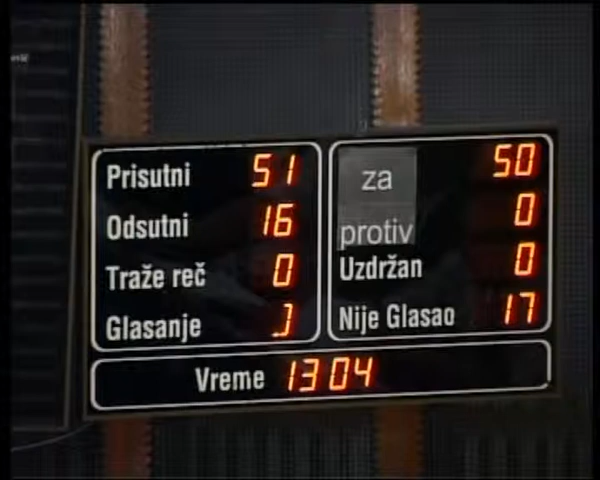 Prisutni 51
Odsutni 16
Traže reč 0
Glasanje
za 50
protiv 0
Uzdržan 0
Nije Glasao 17
Vreme 13 04